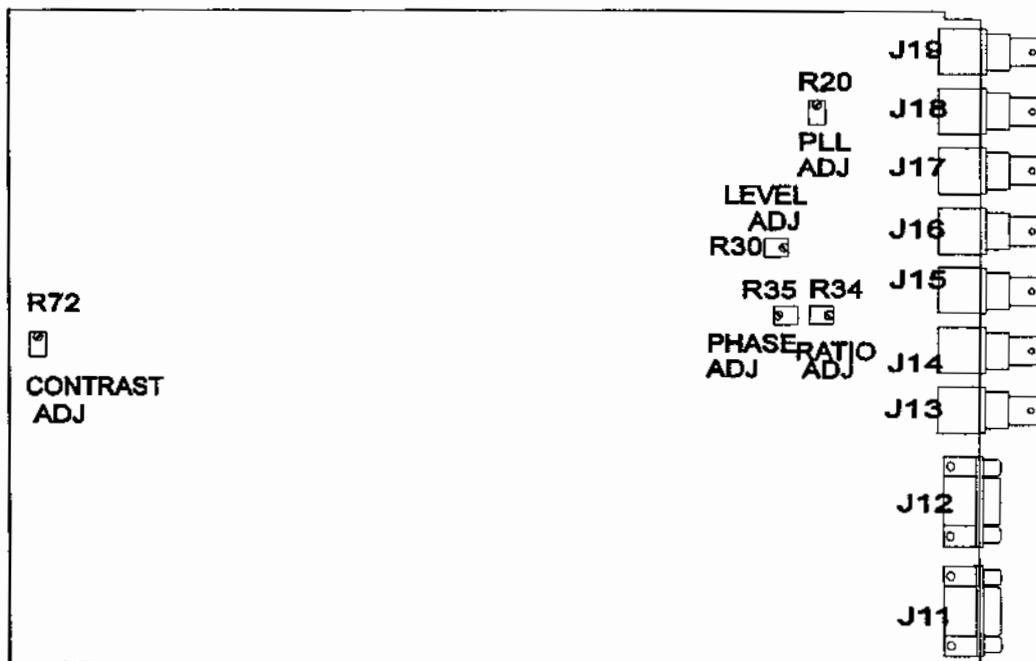 J19
R20
J18
PLL
ADJ
J17
LEVEL
ADJ
J16
R30
J15
R35 R34
R72
PHASE RATIO
ADJ ADJ
J14
CONTRAST
ADJ
J13
J12
J11